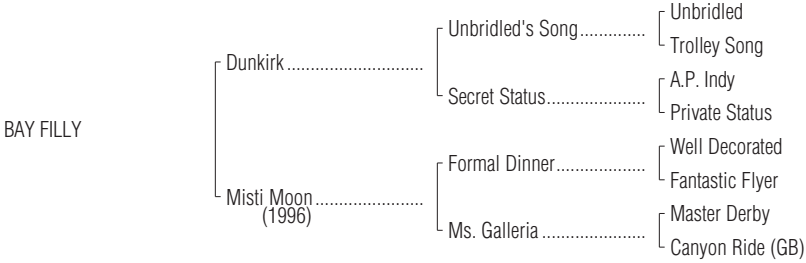 Unbridled
Unbridled's Song..............
Trolley Song
Dunkirk.............................
A.P. Indy
Secret Status.....................
Private Status
BAY FILLY
Well Decorated
Formal Dinner...................
Fantastic Flyer
Misti Moon.......................
(1996)
Master Derby
Ms. Galleria......................
Canyon Ride (GB)